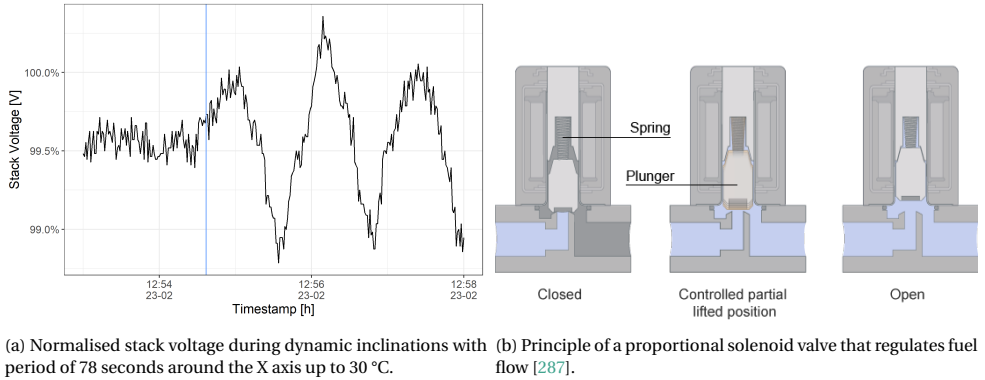 100.0%
99.5%
99.0%
Stack Voltage [V]
12:54
23-02
12:56
23-02
12:58
23-02
Timestamp [h]
Spring
Plunger
Closed
Controlled partial
lifted position
Open
(a) Normalised stack voltage during dynamic inclinations with
period of 78 seconds around the X axis up to 30 °C.
(b) Principle of a proportional solenoid valve that regulates fuel
flow [287].